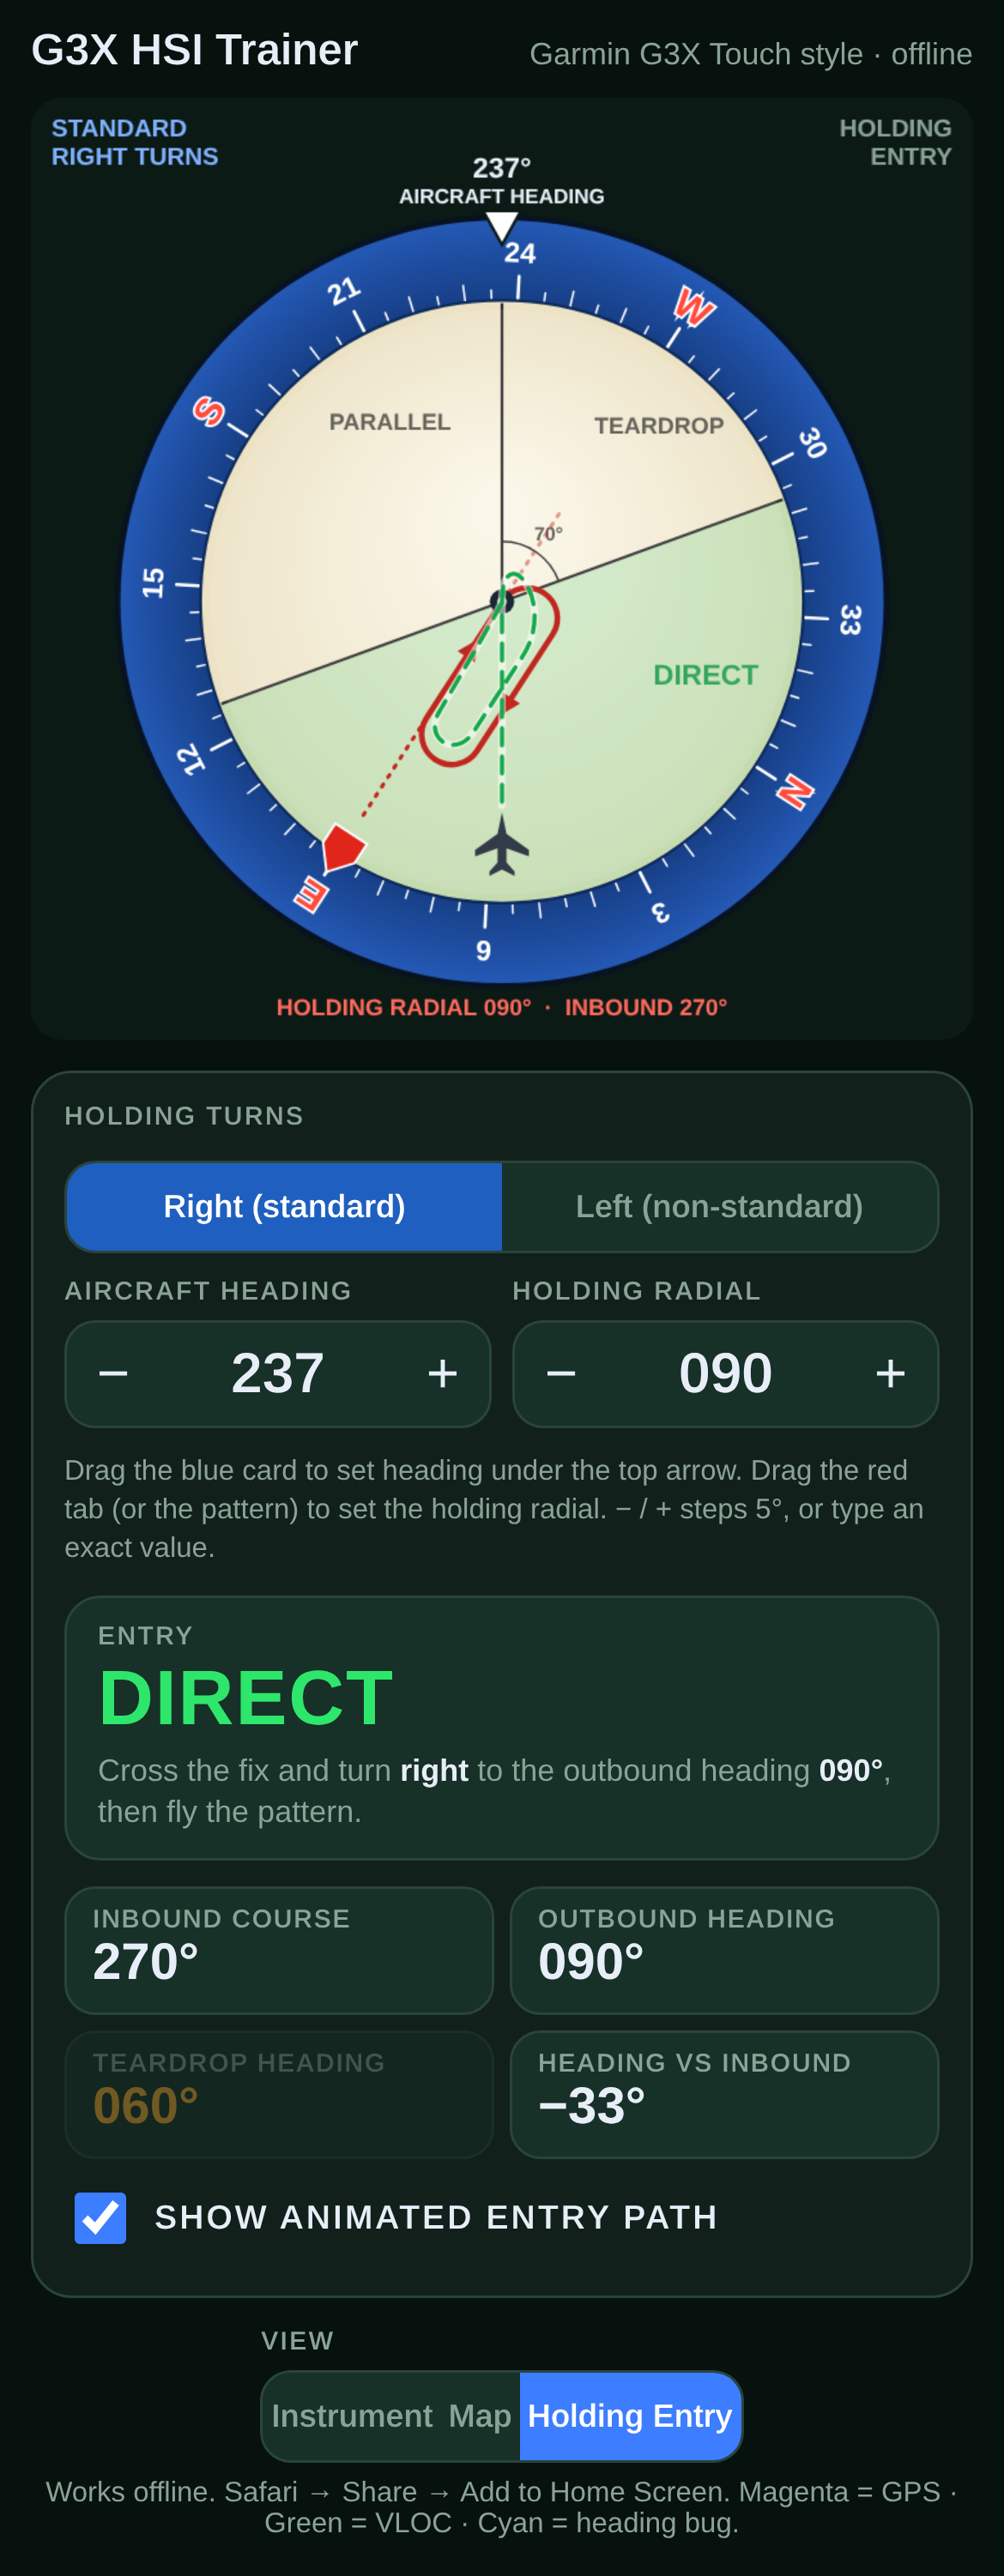 G3X HSI Trainer
Garmin G3X Touch style · offline
STANDARD
RIGHT TURNS
HOLDING
ENTRY
237°
AIRCRAFT HEADING
24
W
30
33
N
3
6
E
12
15
S
21
PARALLEL
TEARDROP
70°
DIRECT
HOLDING RADIAL 090° · INBOUND 270°
HOLDING TURNS
Right (standard)
Left (non-standard)
AIRCRAFT HEADING
HOLDING RADIAL
− 237 +
− 090 +
Drag the blue card to set heading under the top arrow. Drag the red
tab (or the pattern) to set the holding radial. − / + steps 5°, or type an
exact value.
ENTRY
DIRECT
Cross the fix and turn right to the outbound heading 090°,
then fly the pattern.
INBOUND COURSE
270°
OUTBOUND HEADING
090°
TEARDROP HEADING
060°
HEADING VS INBOUND
−33°
SHOW ANIMATED ENTRY PATH
VIEW
Instrument Map Holding Entry
Works offline. Safari → Share → Add to Home Screen. Magenta = GPS ·
Green = VLOC · Cyan = heading bug.